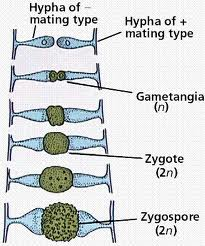 Hypha of –
mating type
Hypha of +
mating type
Gametangia
(n)
Zygote
(2n)
Zygospore
(2n)